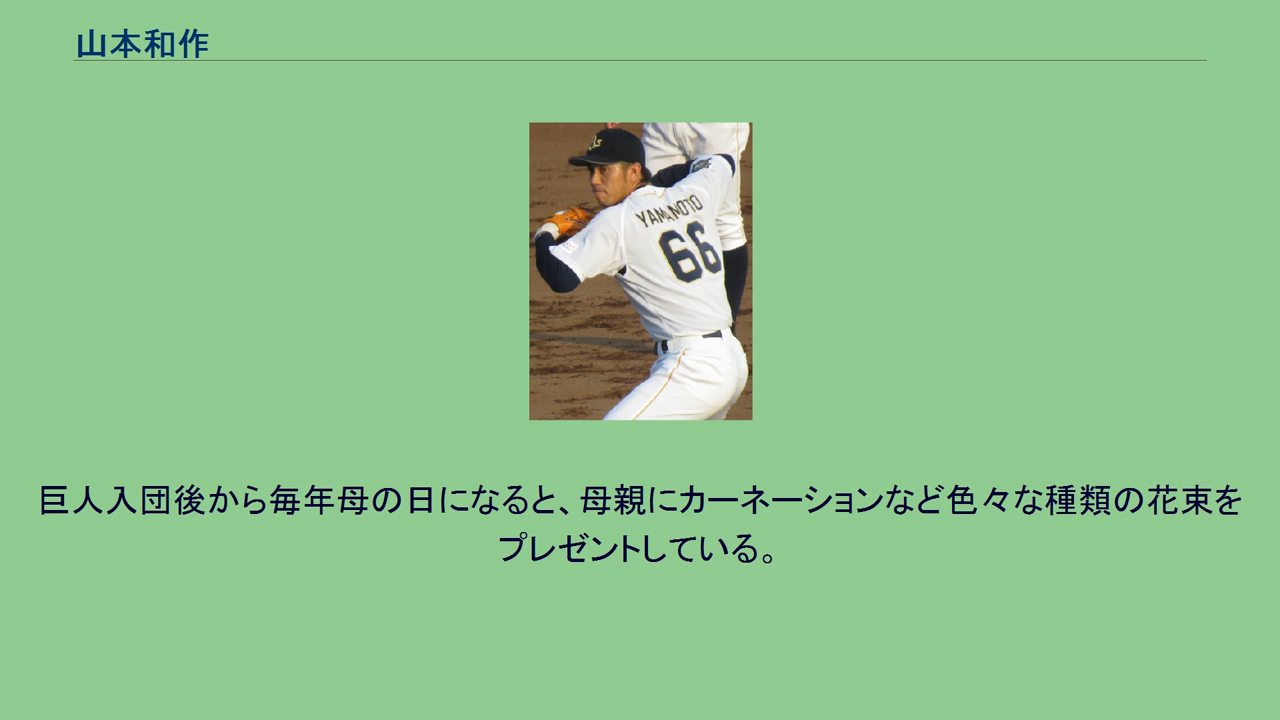 山本和作
YAMAMOTO
66
巨人入団後から毎年母の日になると、母親にカーネーションなど色々な種類の花束を
プレゼントしている。